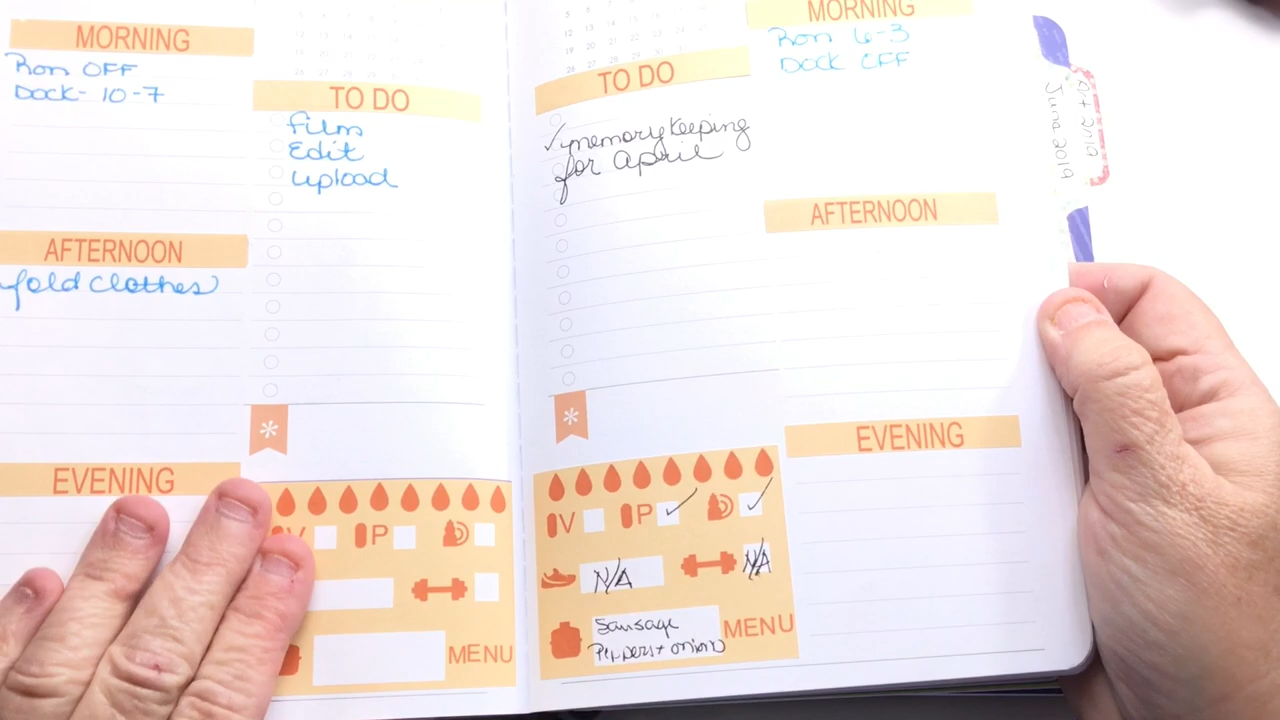 MORNING
Ron OFF
Dock- 10-7
AFTERNOON
fold clothes
EVENING
TO DO
film
Edit
upload
V
P
MENU
TO DO
✓memory keeping
for April
V
P ✓
✓
N/A
N/A
Sausage
Peppers + onions
MENU
MORNING
Ron 6-3
Dock OFF
AFTERNOON
EVENING
June 2019